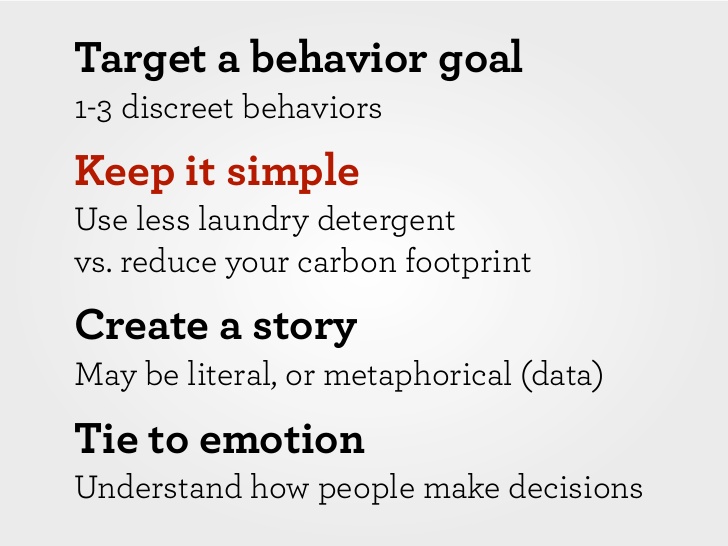 Target a behavior goal
1-3 discreet behaviors
Keep it simple
Use less laundry detergent
vs. reduce your carbon footprint
Create a story
May be literal, or metaphorical (data)
Tie to emotion
Understand how people make decisions